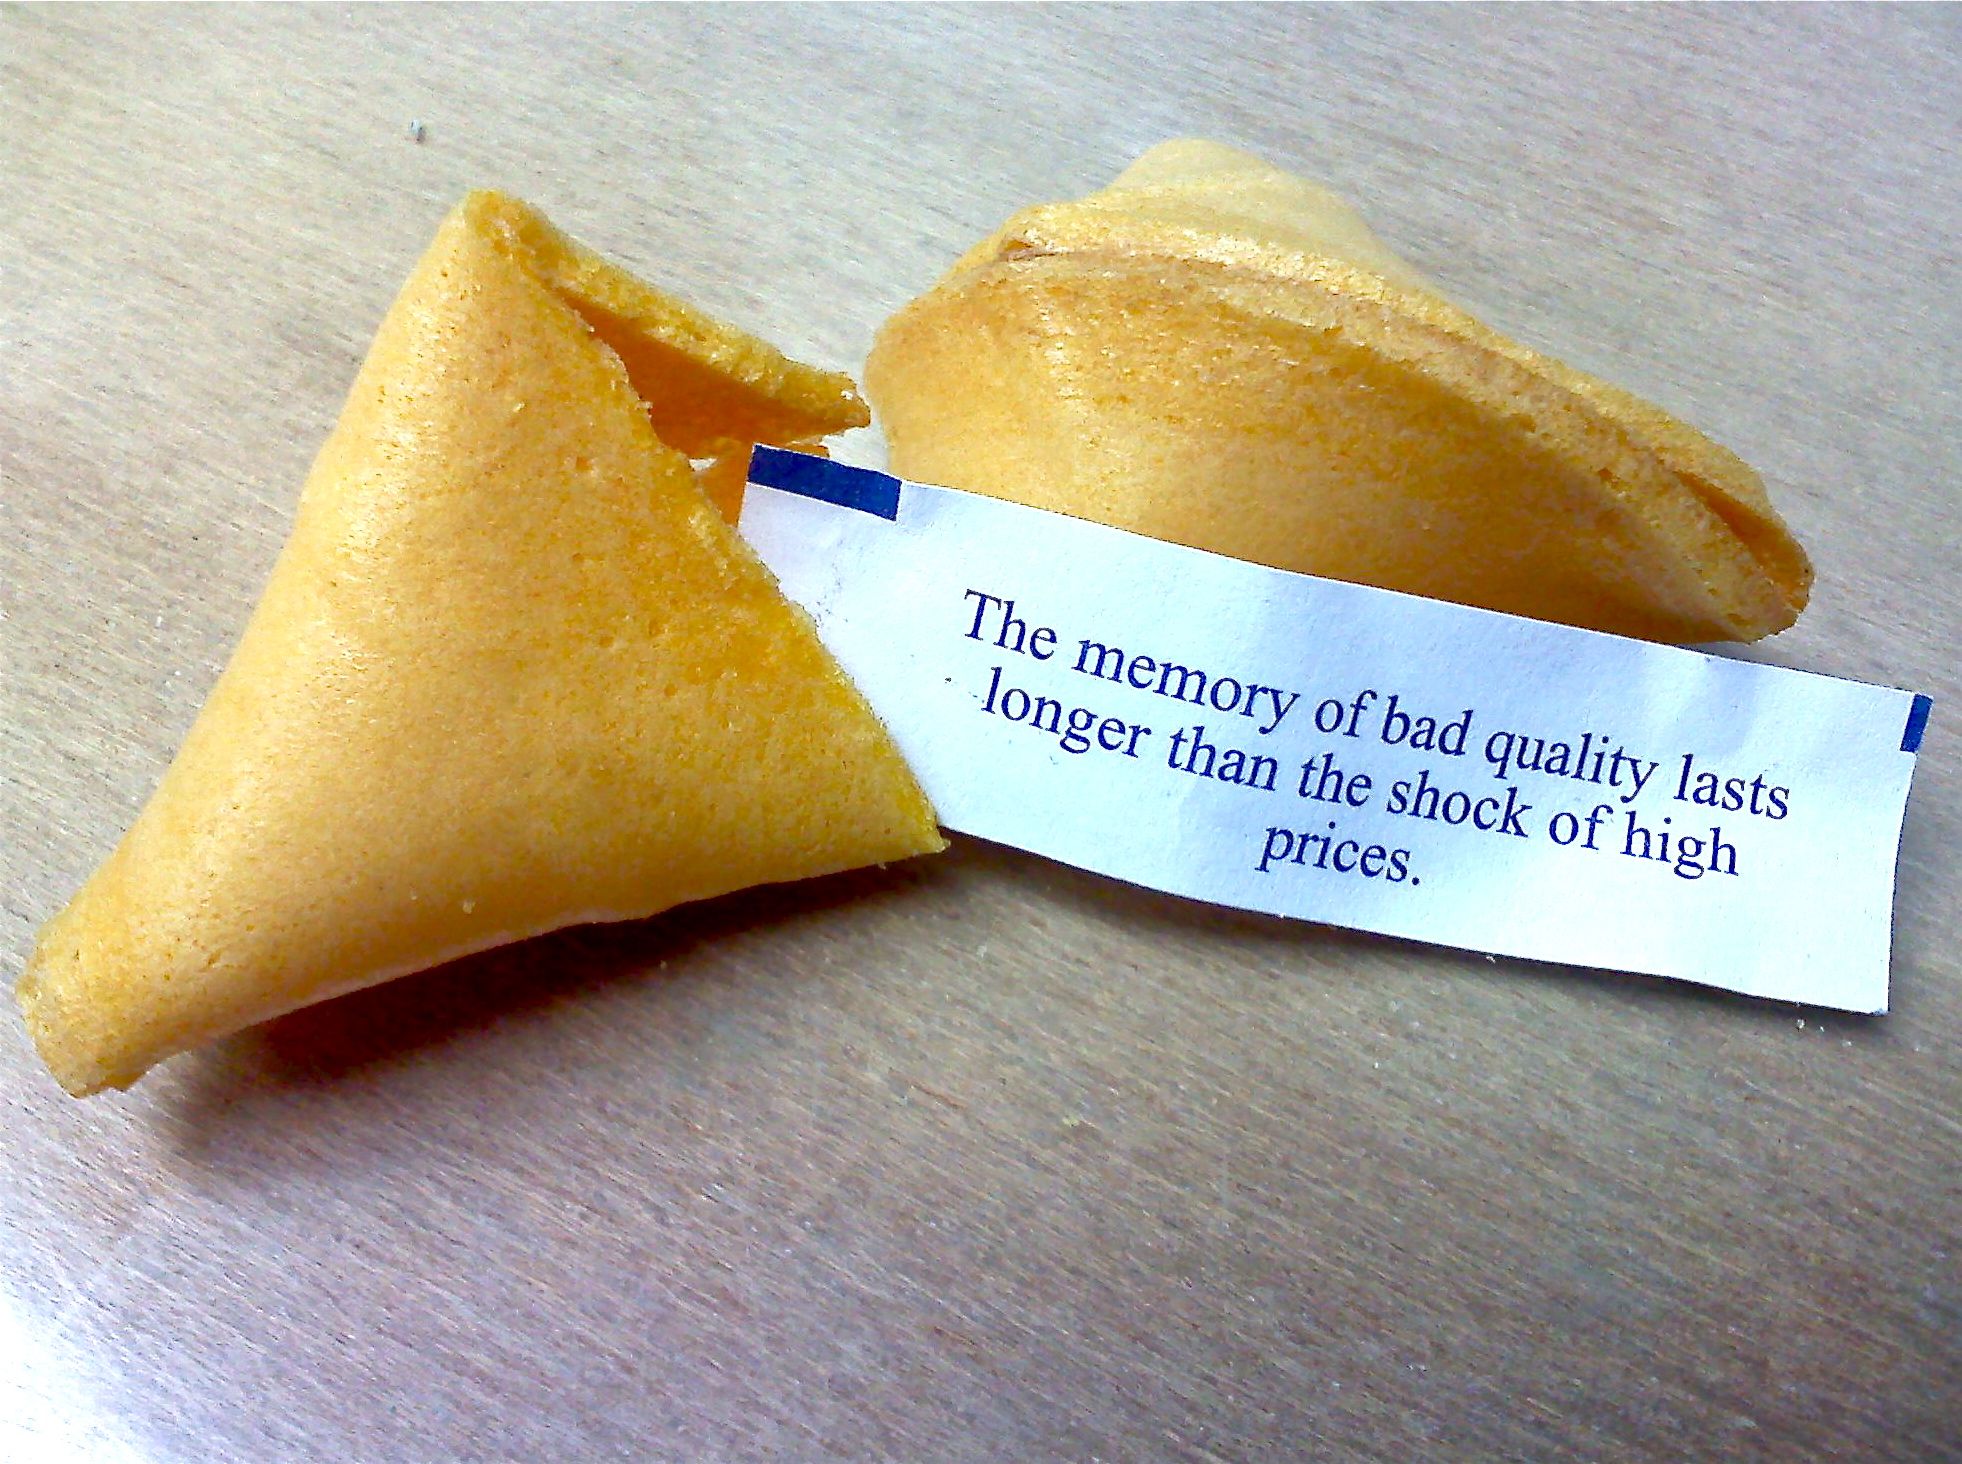 The memory of bad quality lasts
longer than the shock of high
prices.